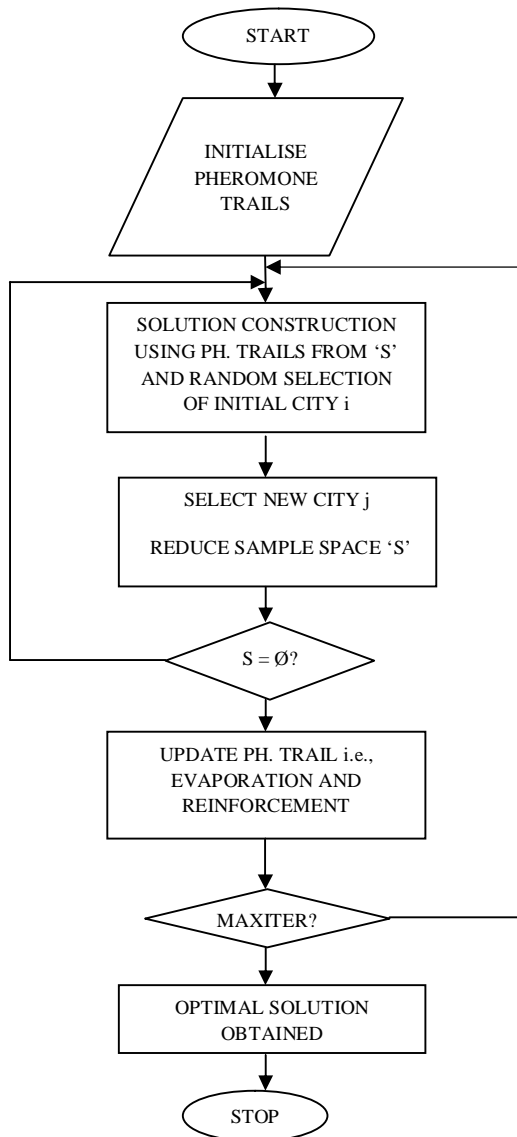 START
INITIALISE
PHEROMONE
TRAILS
SOLUTION CONSTRUCTION
USING PH. TRAILS FROM ‘S’
AND RANDOM SELECTION
OF INITIAL CITY i
SELECT NEW CITY j
REDUCE SAMPLE SPACE ‘S’
S = Ø?
UPDATE PH. TRAIL i.e.,
EVAPORATION AND
REINFORCEMENT
MAXITER?
OPTIMAL SOLUTION
OBTAINED
STOP